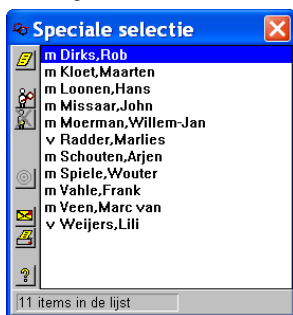 Speciale selectie
m Dirks,Rob
m Kloet,Maarten
m Loonen,Hans
m Missaar,John
m Moerman,Willem-Jan
v Radder,Marlies
m Schouten,Arjen
m Spiele,Wouter
m Vahle,Frank
m Veen,Marc van
v Weijers,Lili
?
11 items in de lijst